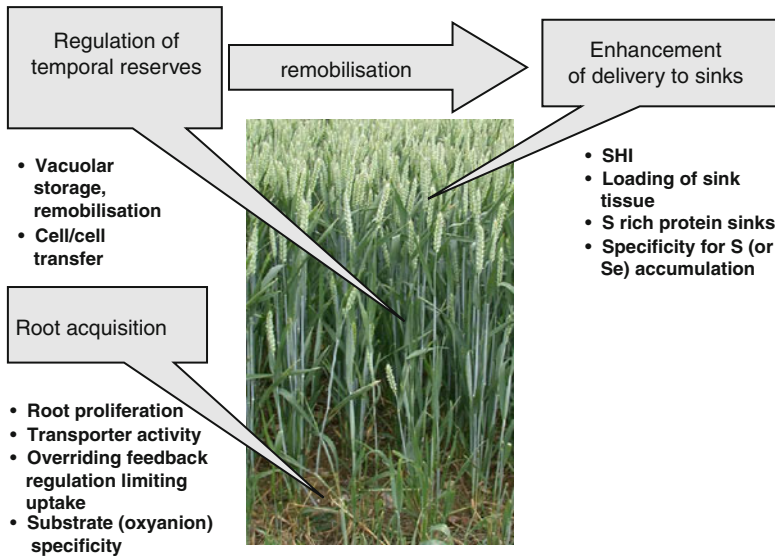 Regulation of
temporal reserves
remobilisation
Enhancement
of delivery to sinks
• Vacuolar
storage,
remobilisation
• Cell/cell
transfer
• SHI
• Loading of sink
tissue
• S rich protein sinks
• Specificity for S (or
Se) accumulation
Root acquisition
• Root proliferation
• Transporter activity
• Overriding feedback
regulation limiting
uptake
• Substrate (oxyanion)
specificity